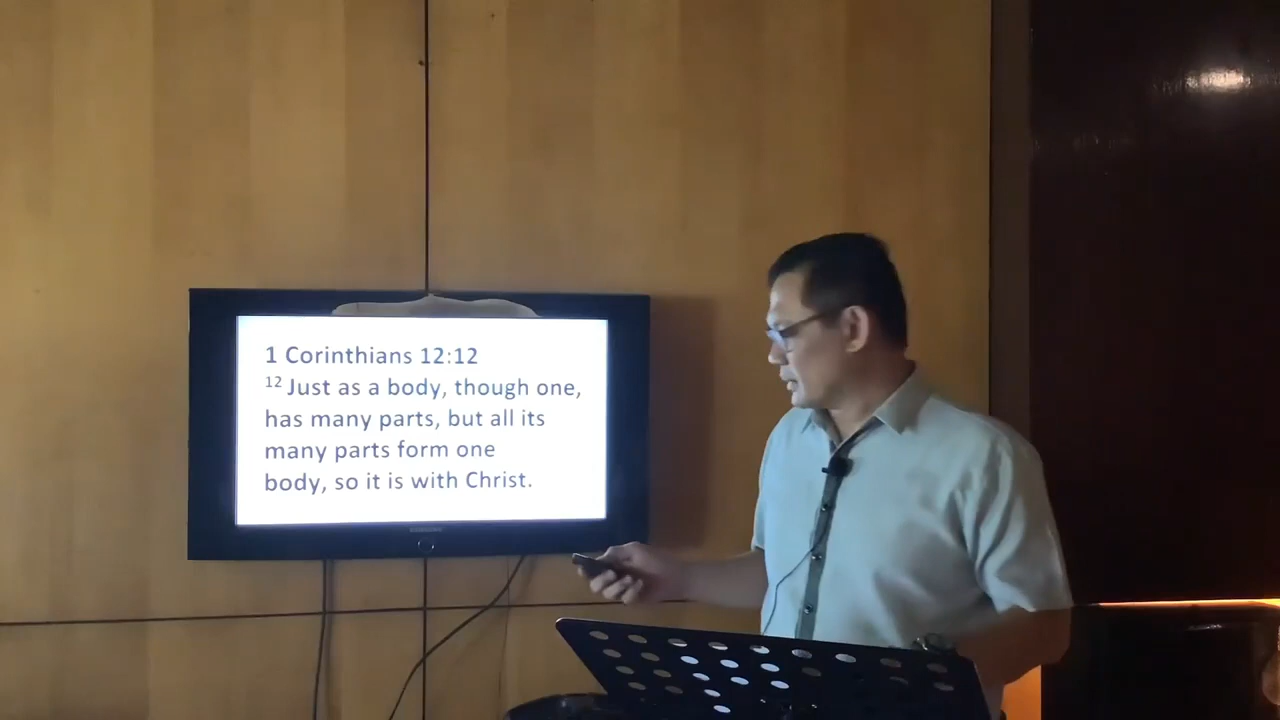 1 Corinthians 12:12
12 Just as a body, though one,
has many parts, but all its
many parts form one
body, so it is with Christ.